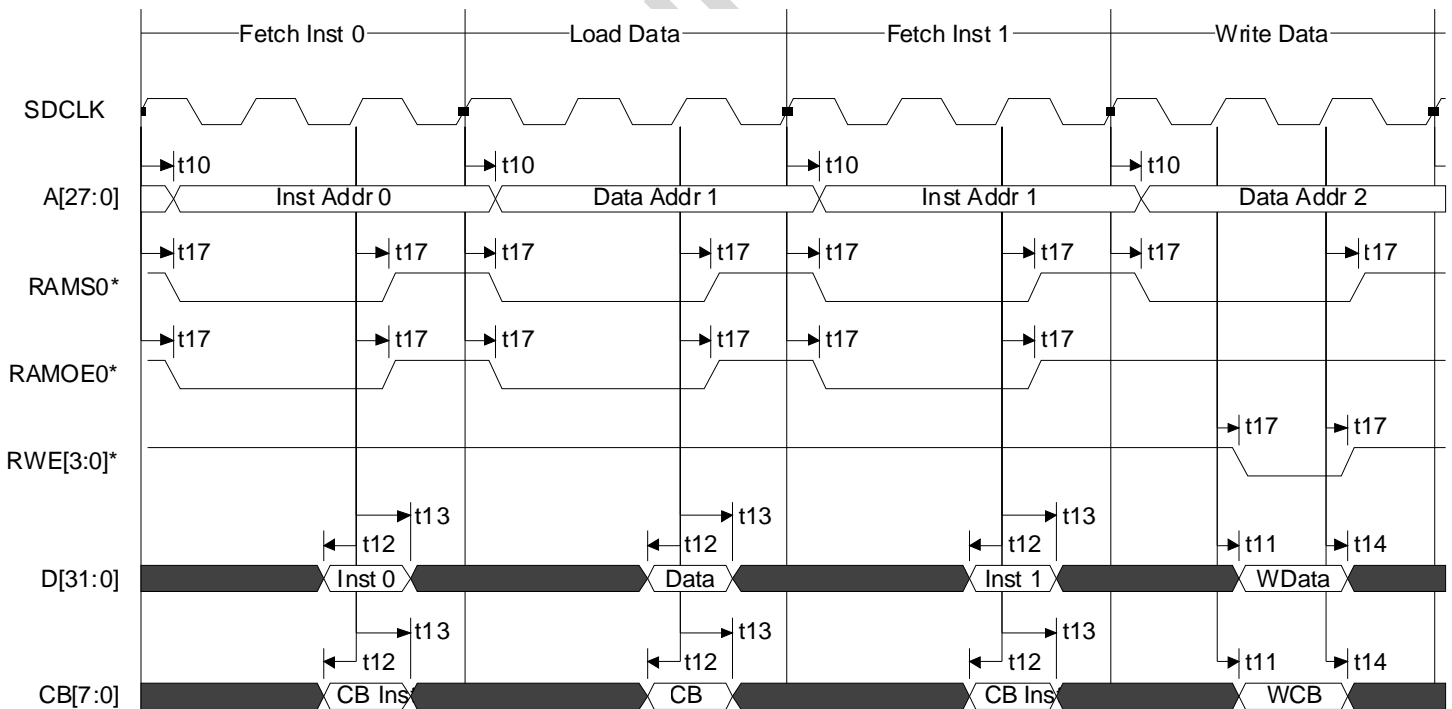 Fetch Inst 0 Load Data Fetch Inst 1 Write Data
SDCLK
t10 t10 t10 t10
A[27:0] Inst Addr 0 Data Addr 1 Inst Addr 1 Data Addr 2
t17 t17 t17 t17 t17 t17 t17 t17
RAMS0*
t17 t17 t17 t17 t17 t17
RAMOE0*
t17 t17
RWE[3:0]*
t13 t13 t13
t12 t12 t12 t11 t14
D[31:0] Inst 0 Data Inst 1 WData
t13 t13 t13
t12 t12 t12 t11 t14
CB[7:0] CB Inst CB CB Inst WCB